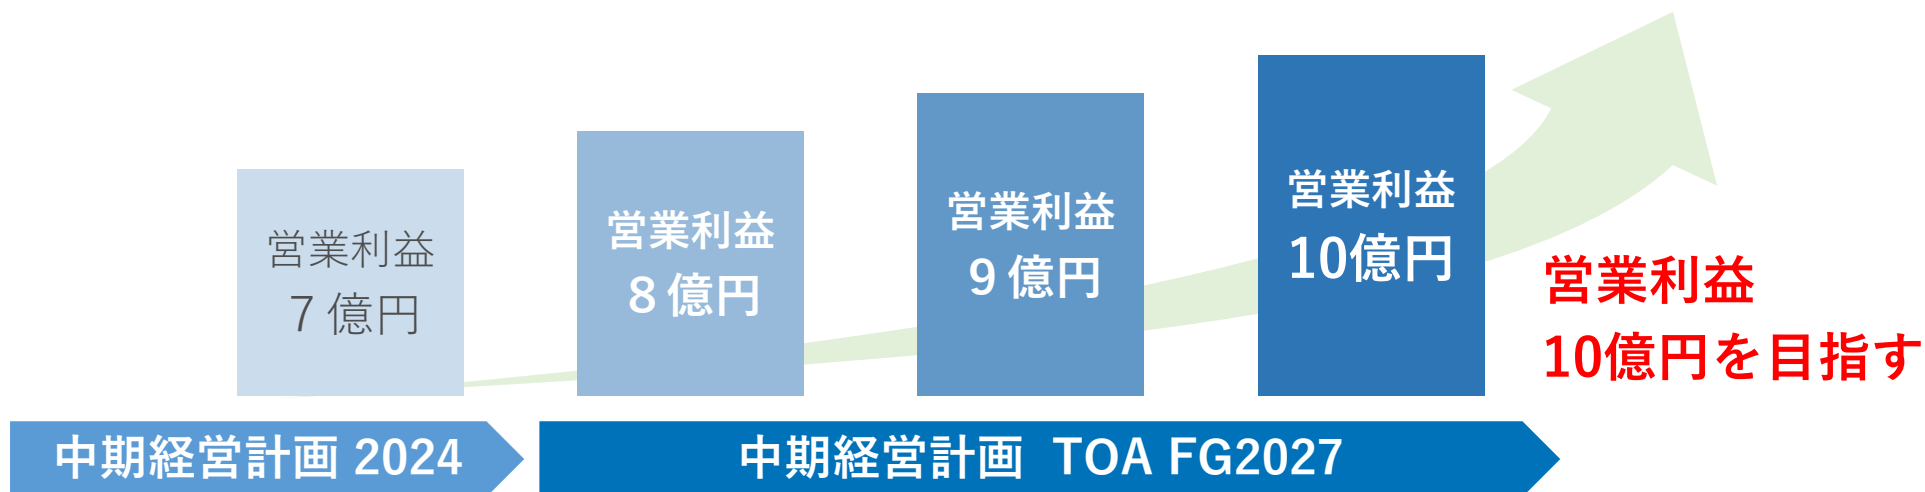 営業利益
７億円
営業利益
８億円
営業利益
９億円
営業利益
10億円
営業利益
10億円を目指す
中期経営計画 2024
中期経営計画 TOA FG2027